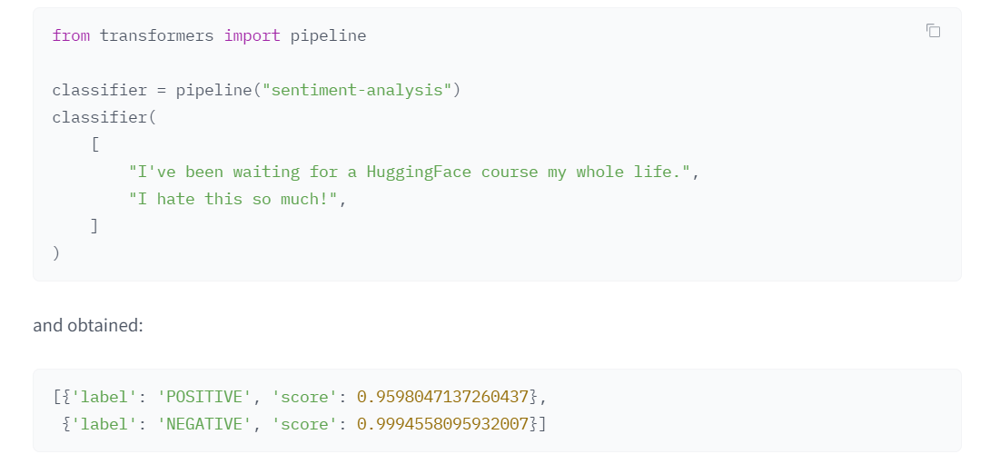 from transformers import pipeline
classifier = pipeline("sentiment-analysis")
classifier(
    [
        "I've been waiting for a HuggingFace course my whole life.",
        "I hate this so much!",
    ]
)
and obtained:
[{'label': 'POSITIVE', 'score': 0.9598047137260437},
 {'label': 'NEGATIVE', 'score': 0.9994558095932007}]